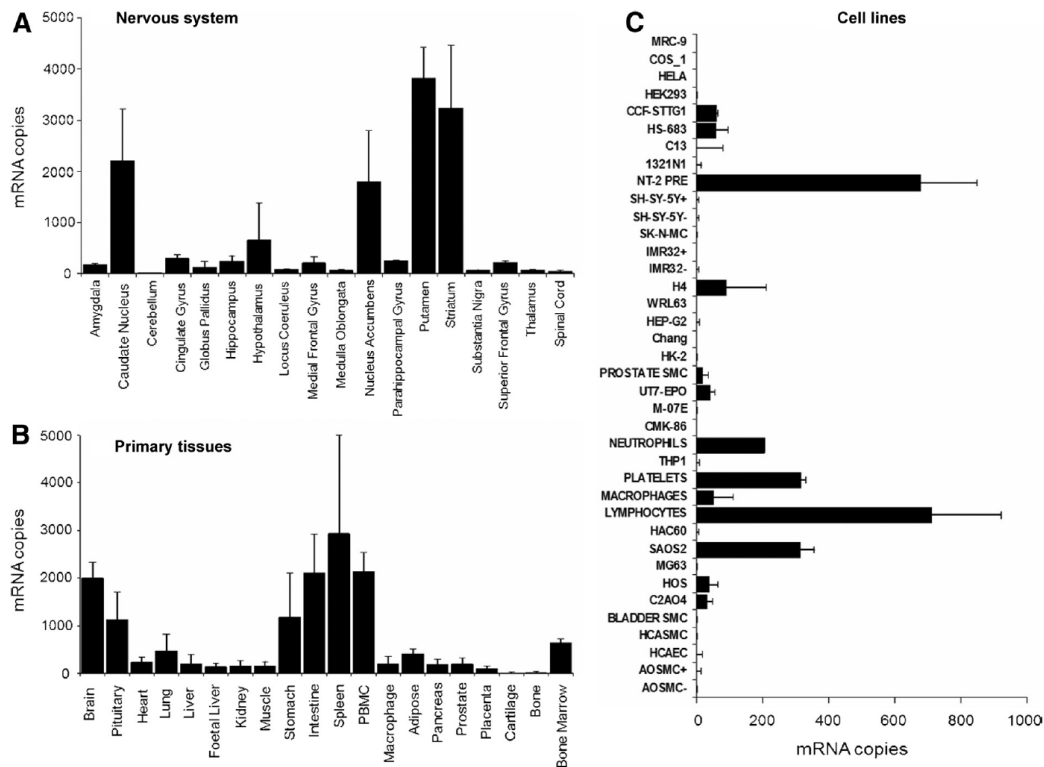 A
Nervous system
mRNA copies
5000
4000
3000
2000
1000
0
Amygdala
Caudate Nucleus
Cerebellum
Cingulate Gyrus
Globus Pallidus
Hippocampus
Hypothalamus
Locus Coeruleus
Medial Frontal Gyrus
Medulla Oblongata
Nucleus Accumbens
Parahippocampal Gyrus
Putamen
Striatum
Substantia Nigra
Superior Frontal Gyrus
Thalamus
Spinal Cord
B
Primary tissues
mRNA copies
5000
4000
3000
2000
1000
0
Brain
Pituitary
Heart
Lung
Liver
Foetal Liver
Kidney
Muscle
Stomach
Intestine
Spleen
PBMC
Macrophage
Adipose
Pancreas
Prostate
Placenta
Cartilage
Bone
Bone Marrow
C
Cell lines
MRC-9
COS_1
HELA
HEK293
CCF-STTG1
HS-683
C13
1321N1
NT-2 PRE
SH-SY-5Y+
SH-SY-5Y-
SK-N-MC
IMR32+
IMR32-
H4
WRL63
HEP-G2
Chang
HK-2
PROSTATE SMC
UT7-EPO
M-07E
CMK-86
NEUTROPHILS
THP1
PLATELETS
MACROPHAGES
LYMPHOCYTES
HAC60
SAOS2
MG63
HOS
C2AO4
BLADDER SMC
HCASMC
HCAEC
AOSMC+
AOSMC-
0 200 400 600 800 1000
mRNA copies